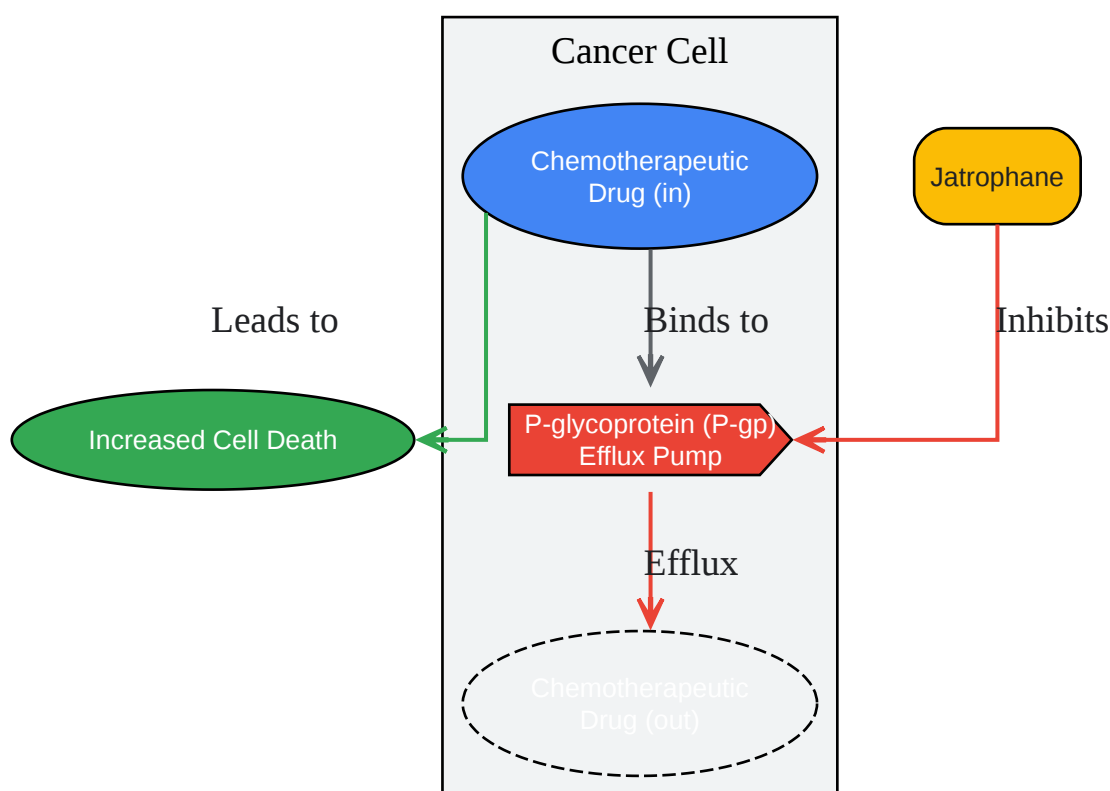 Cancer Cell
Chemotherapeutic
Drug (in)
Jatrophane
Leads to
Binds to
Inhibits
Increased Cell Death
P-glycoprotein (P-gp)
Efflux Pump
Efflux
Chemotherapeutic
Drug (out)